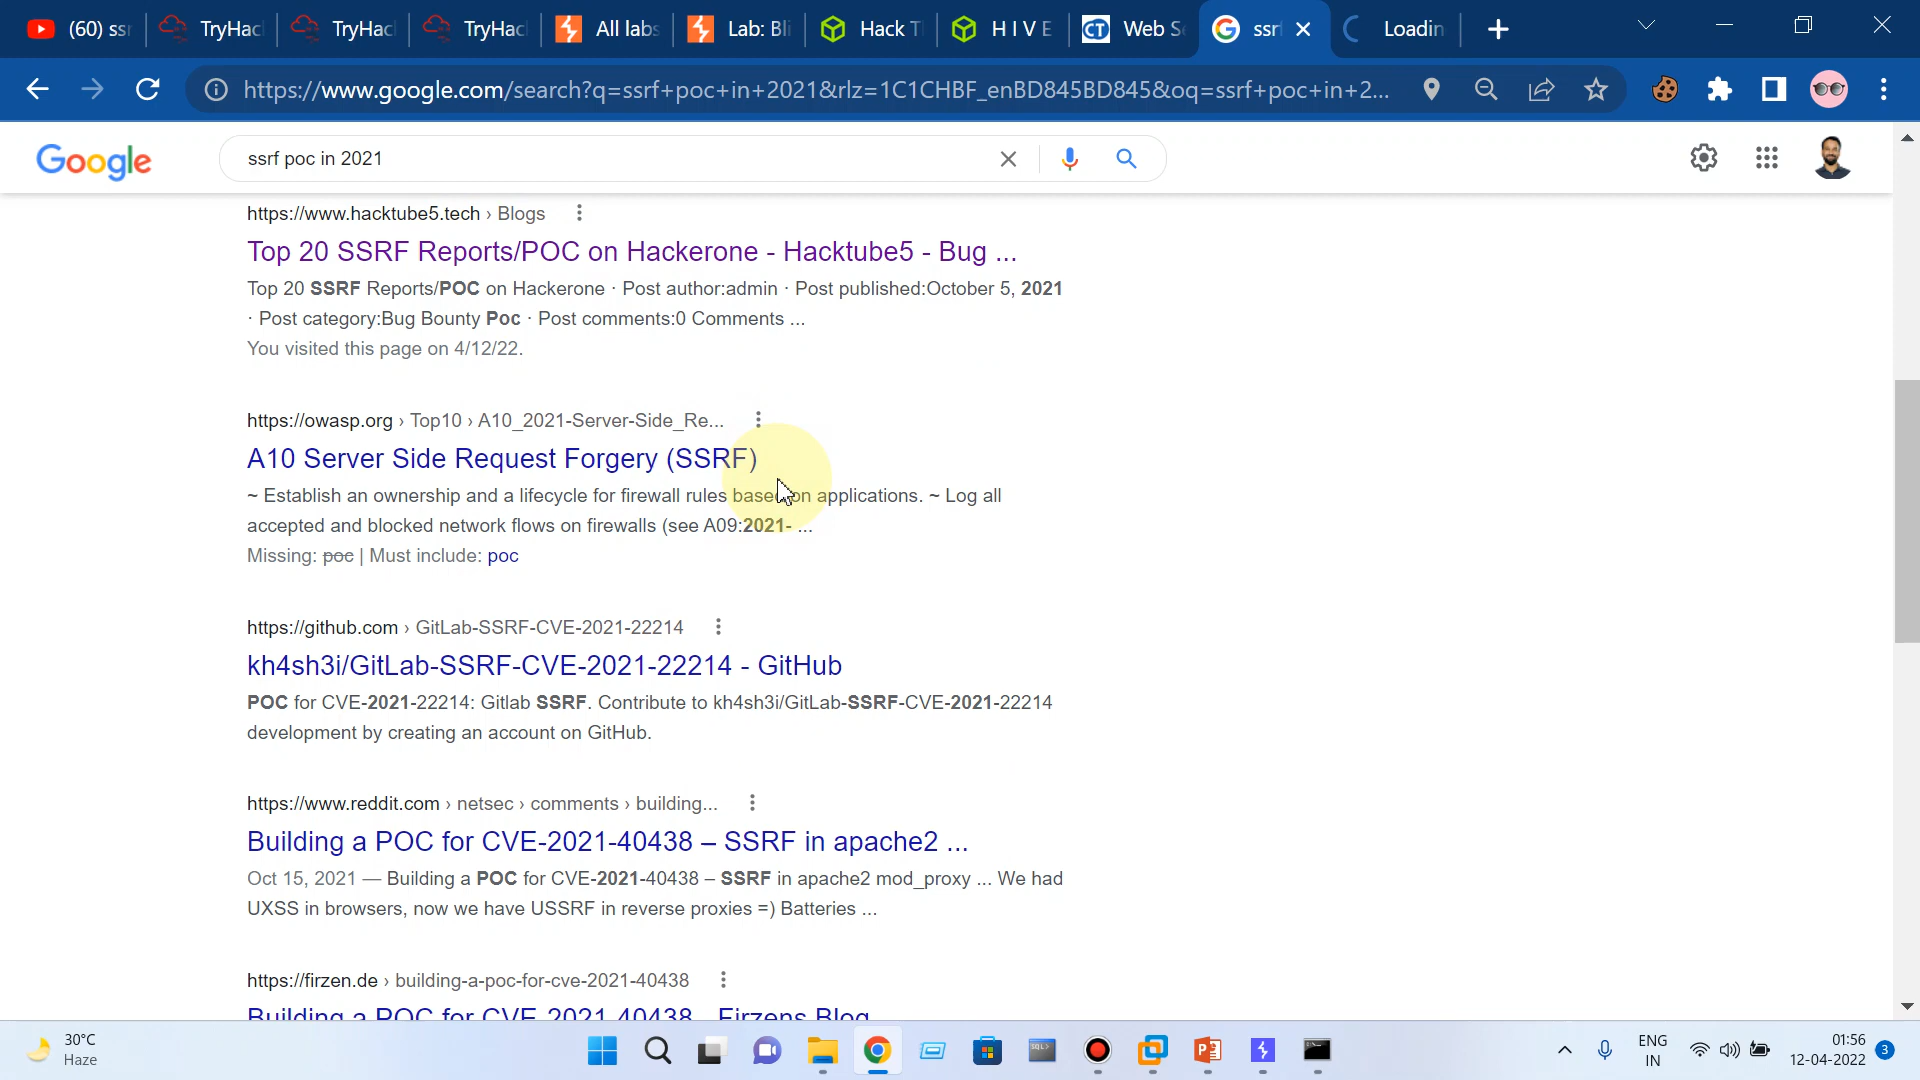 (60) ssr
TryHac
TryHac
TryHac
All labs
Lab: Bli
Hack T
H I V E
CT Web Se
ssr
Loadin
https://www.google.com/search?q=ssrf+poc+in+2021&rlz=1C1CHBF_enBD845BD845&oq=ssrf+poc+in+2...
Google
ssrf poc in 2021
https://www.hacktube5.tech › Blogs
Top 20 SSRF Reports/POC on Hackerone - Hacktube5 - Bug ...
Top 20 SSRF Reports/POC on Hackerone · Post author:admin · Post published:October 5, 2021
· Post category:Bug Bounty Poc · Post comments:0 Comments ...
You visited this page on 4/12/22.
https://owasp.org › Top10 › A10_2021-Server-Side_Re...
A10 Server Side Request Forgery (SSRF)
~ Establish an ownership and a lifecycle for firewall rules based on applications. ~ Log all
accepted and blocked network flows on firewalls (see A09:2021- ...
Missing: poc | Must include: poc
https://github.com › GitLab-SSRF-CVE-2021-22214
kh4sh3i/GitLab-SSRF-CVE-2021-22214 - GitHub
POC for CVE-2021-22214: Gitlab SSRF. Contribute to kh4sh3i/GitLab-SSRF-CVE-2021-22214
development by creating an account on GitHub.
https://www.reddit.com › netsec › comments › building...
Building a POC for CVE-2021-40438 – SSRF in apache2 ...
Oct 15, 2021 — Building a POC for CVE-2021-40438 – SSRF in apache2 mod_proxy ... We had
UXSS in browsers, now we have USSRF in reverse proxies =) Batteries ...
https://firzen.de › building-a-poc-for-cve-2021-40438
Building a POC for CVE 2021 40438 Firzens Blog
30°C
Haze
SQL>
ENG
IN
01:56
12-04-2022
3